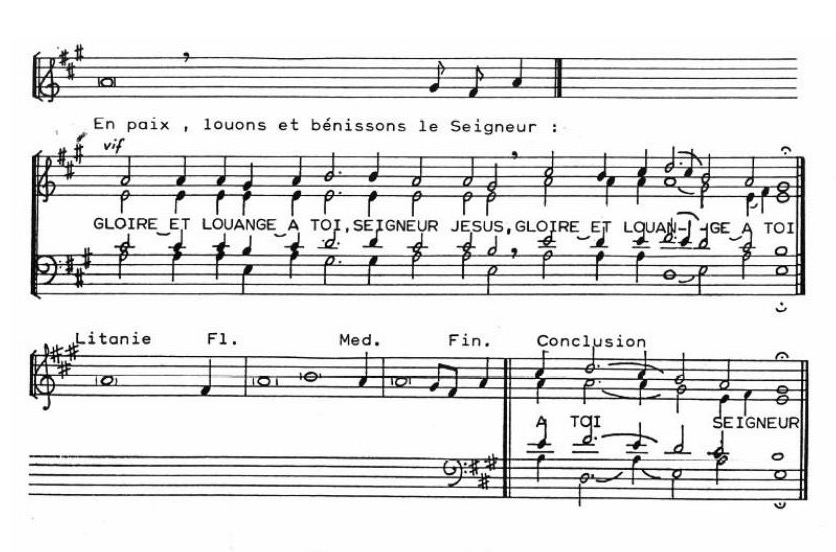 En paix , louons et bénissons le Seigneur :
vif
GLOIRE ET LOUANGE A TOI, SEIGNEUR JESUS, GLOIRE ET LOUAN- -GE A TOI
Litanie Fl. Med. Fin. Conclusion
A TOI SEIGNEUR